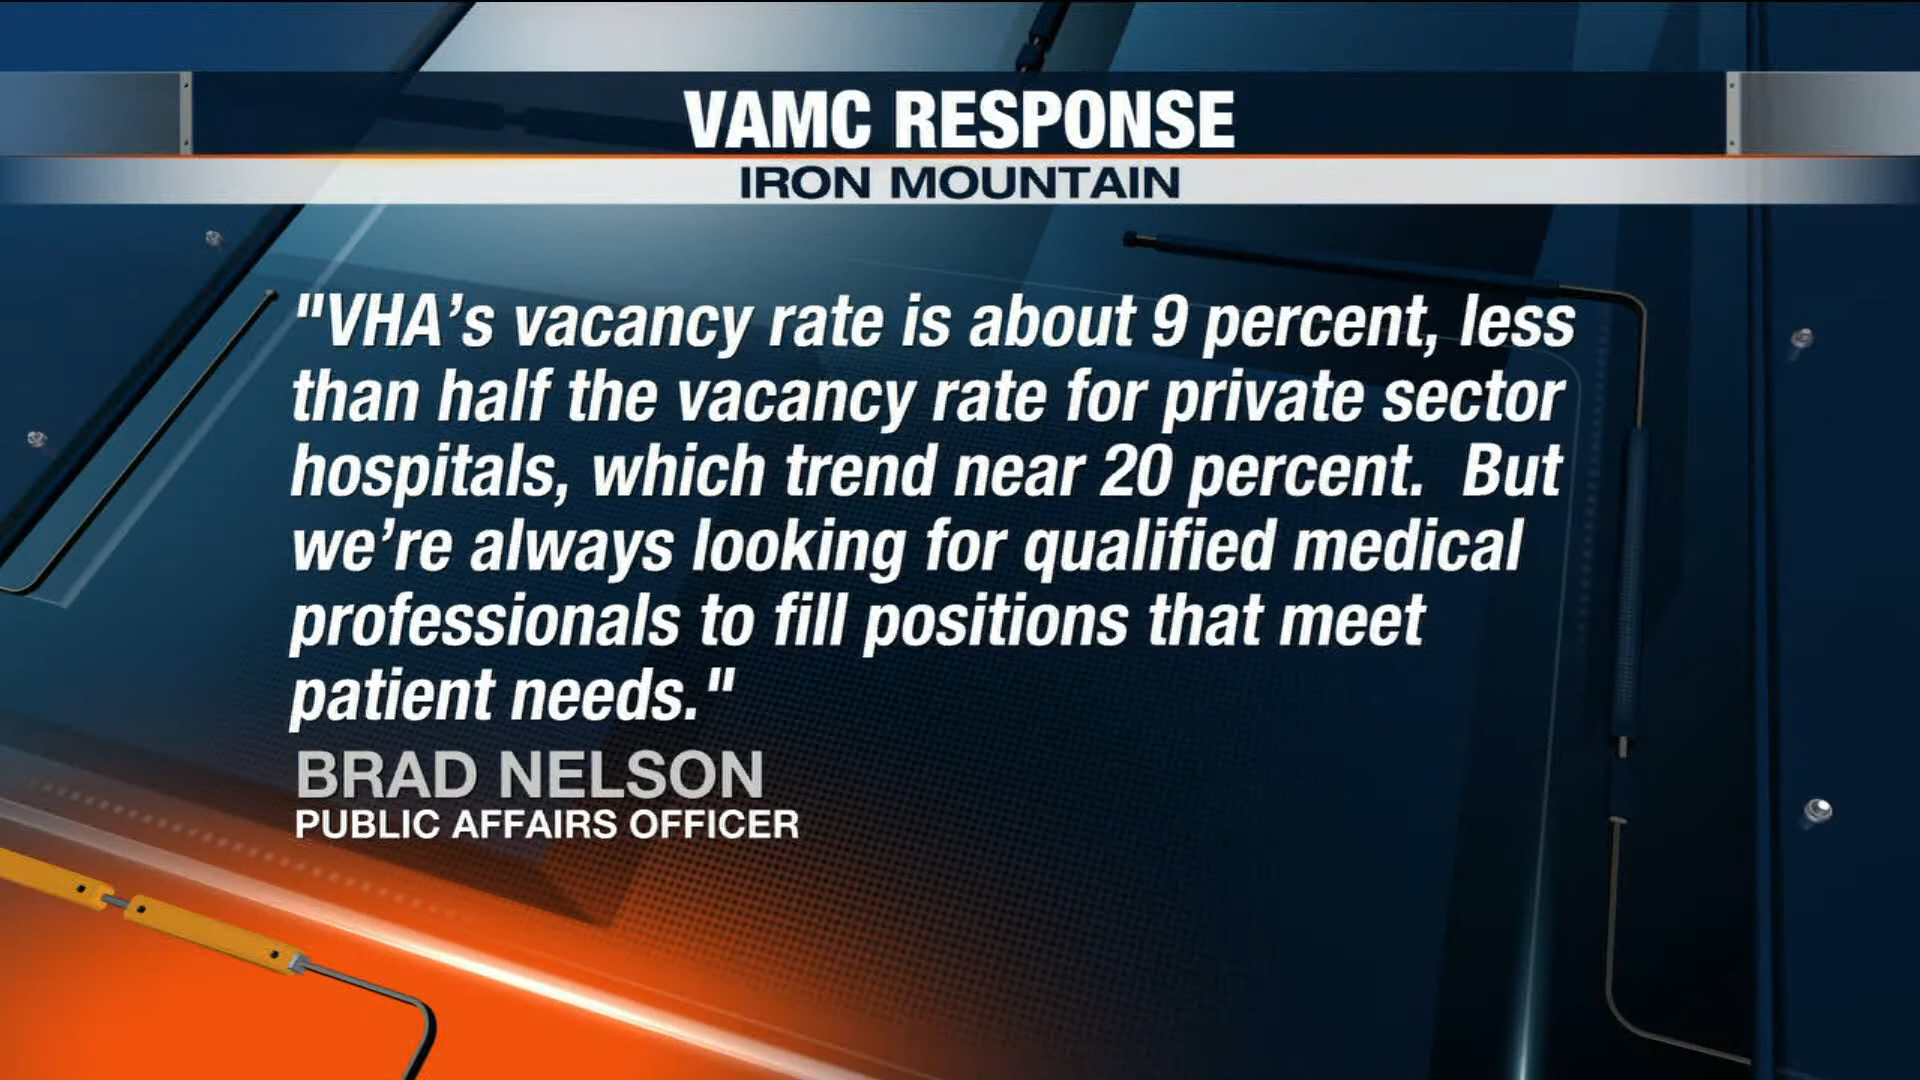 VAMC RESPONSE
IRON MOUNTAIN
"VHA’s vacancy rate is about 9 percent, less
than half the vacancy rate for private sector
hospitals, which trend near 20 percent.  But
we’re always looking for qualified medical
professionals to fill positions that meet
patient needs."
BRAD NELSON
PUBLIC AFFAIRS OFFICER